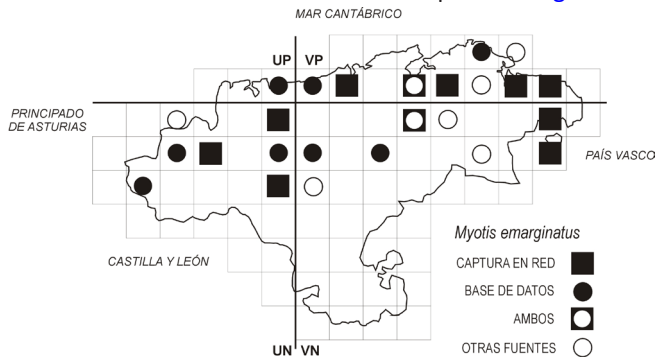 MAR CANTÁBRICO
UP VP
PRINCIPADO
DE ASTURIAS
PAÍS VASCO
CASTILLA Y LEÓN
Myotis emarginatus
CAPTURA EN RED
BASE DE DATOS
AMBOS
OTRAS FUENTES
UN VN